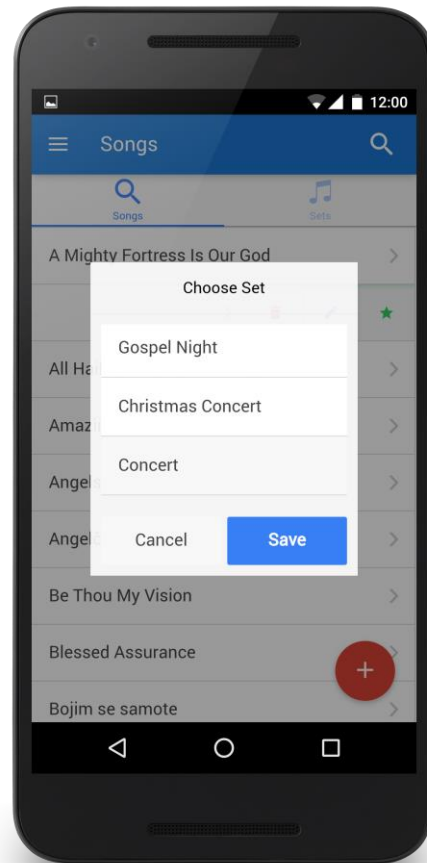 12:00
Songs
Songs
Sets
A Mighty Fortress Is Our God
Choose Set
Gospel Night
All Ha
Christmas Concert
Amaz
Concert
Angel
Angel
Cancel
Save
Be Thou My Vision
Blessed Assurance
Bojim se samote